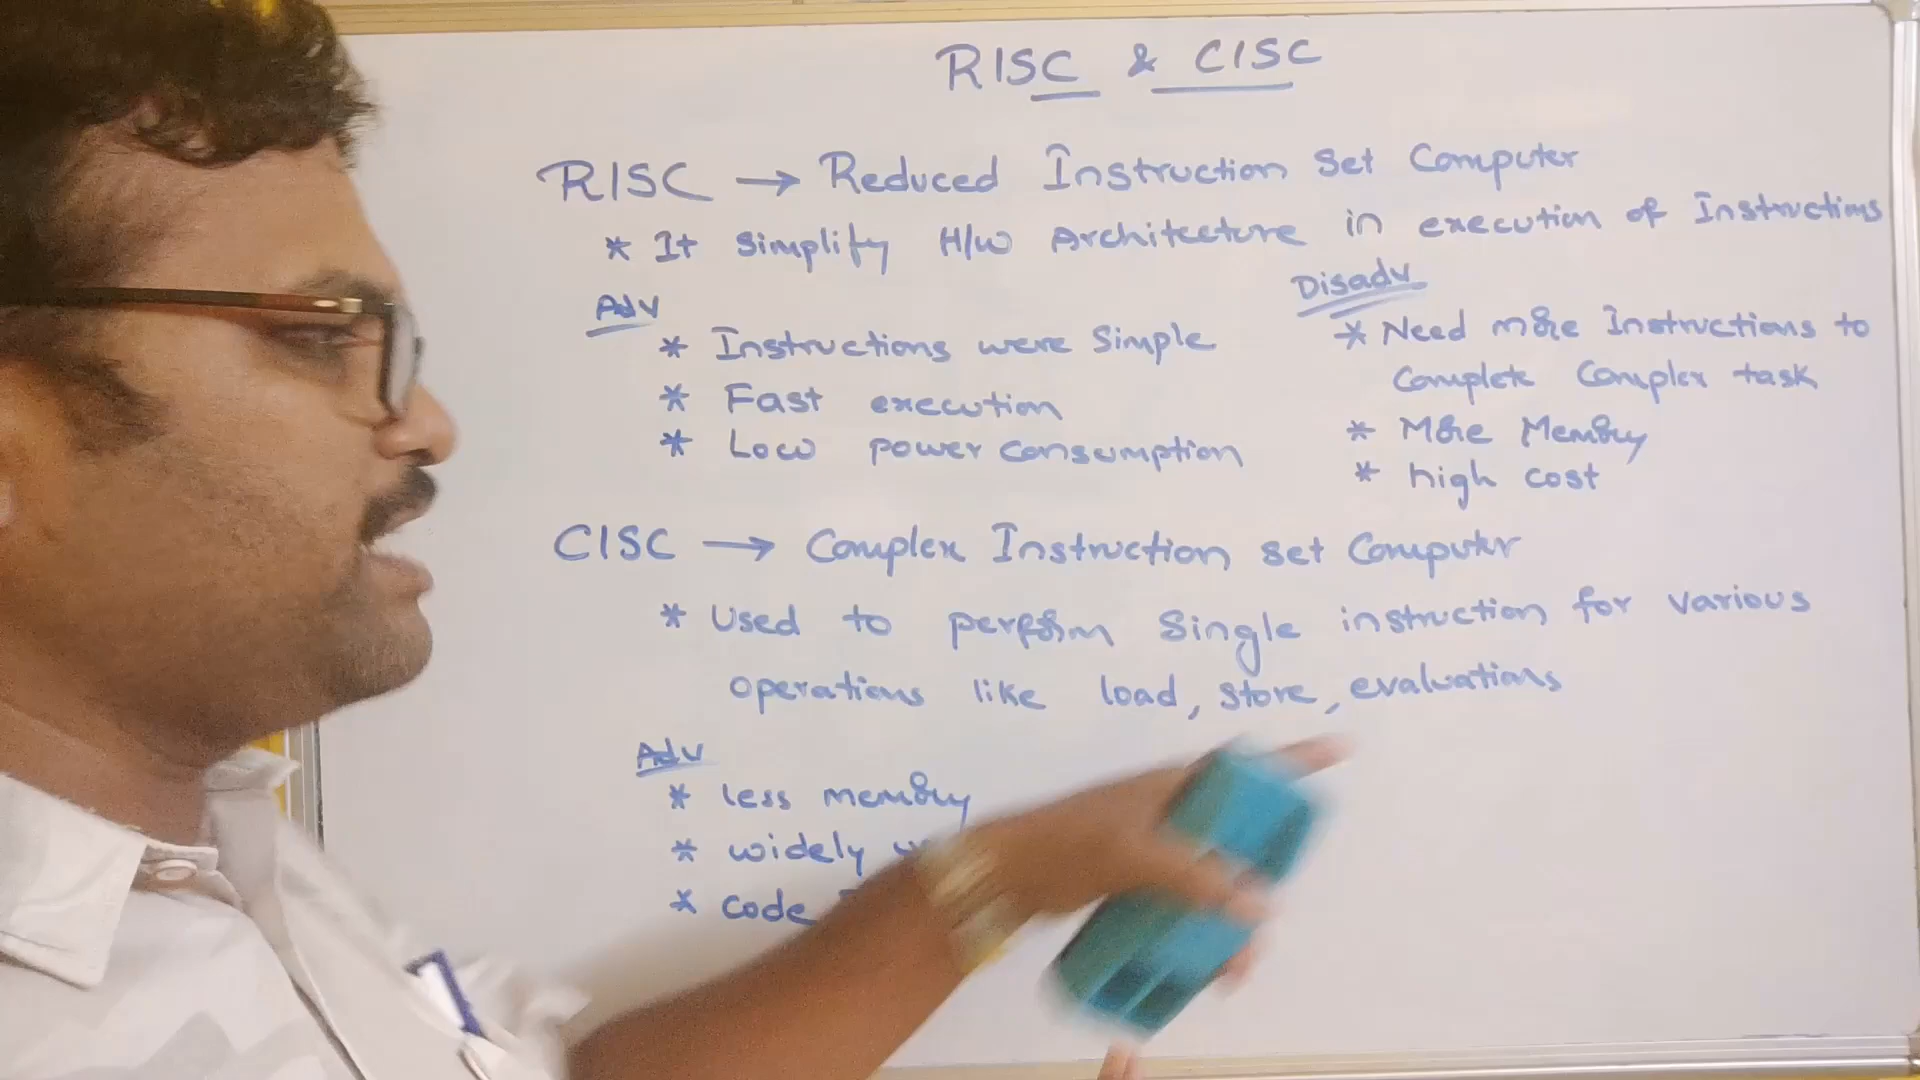 RISC & CISC
RISC → Reduced Instruction Set Computer
* It Simplify H/W Architecture in execution of Instructions
Adv
* Instructions were Simple
* Fast execution
* Low power consumption
Disadv
* Need more Instructions to
Complete Complex task
* More Memory
* high cost
CISC → Complex Instruction set Computer
* Used to perform Single instruction for various
operations like load, store, evaluations
Adv
* less memory
* widely
* code